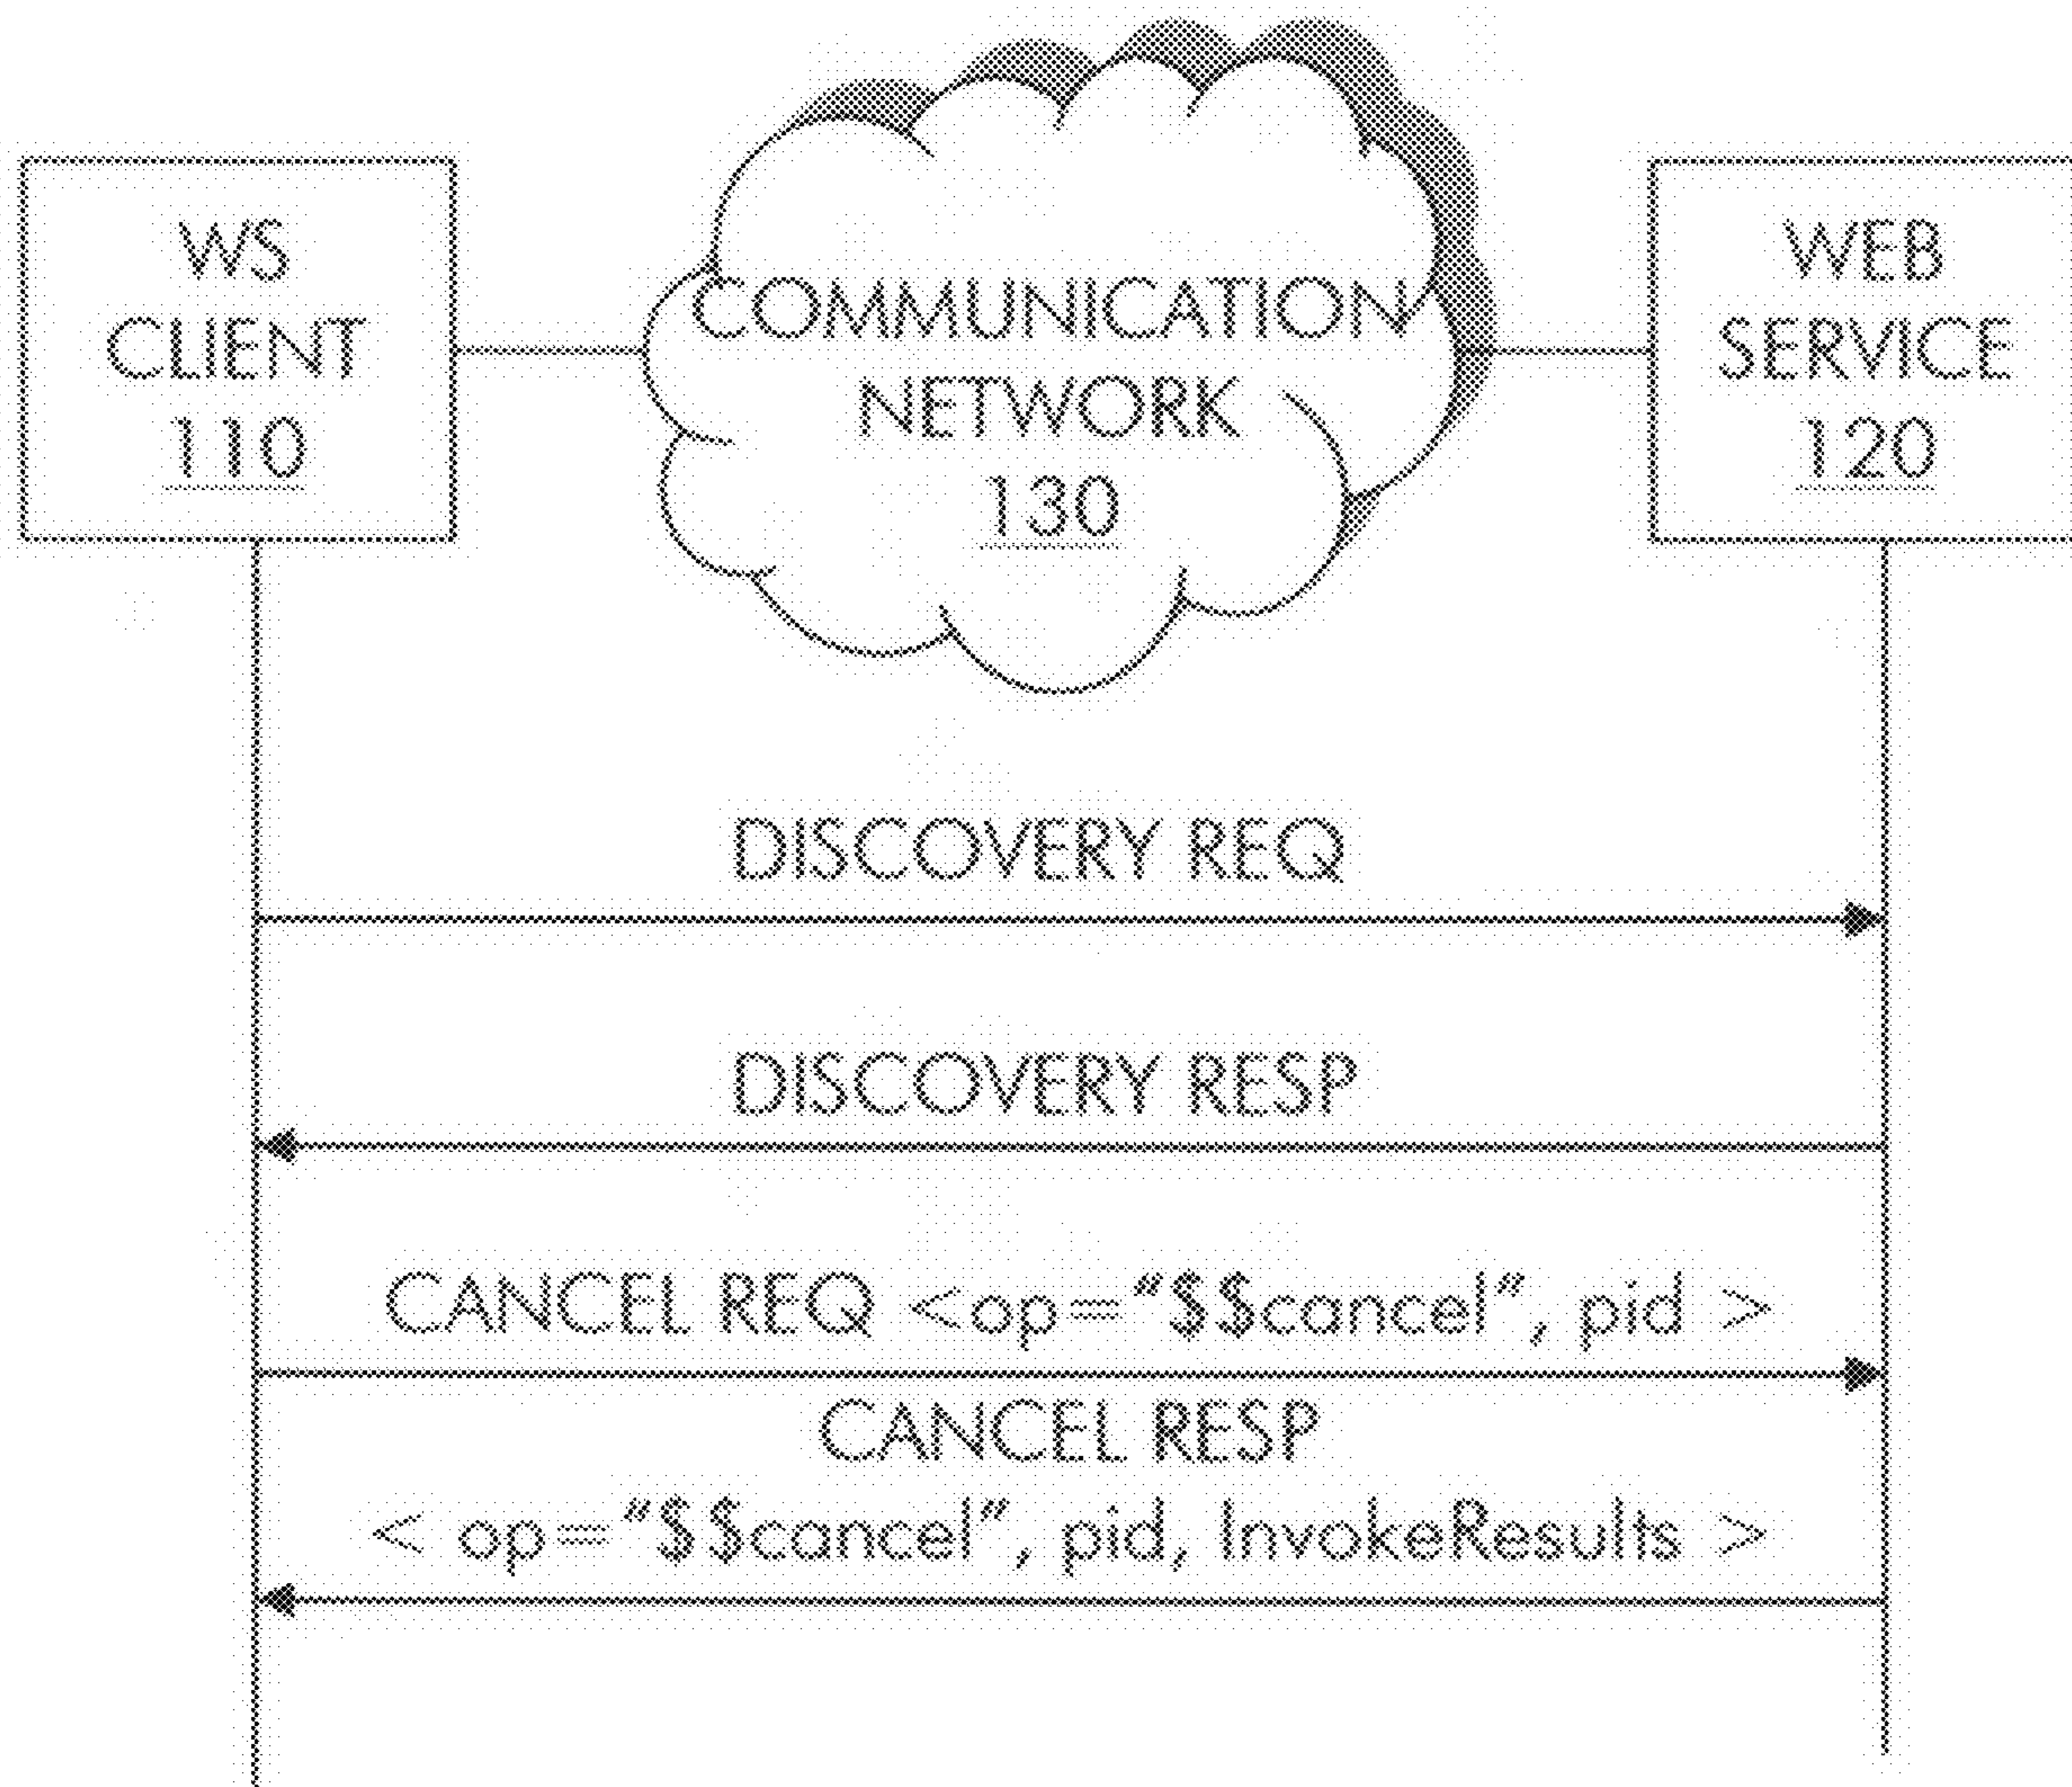 WS
CLIENT
110
COMMUNICATION
NETWORK
130
WEB
SERVICE
120
DISCOVERY REQ
DISCOVERY RESP
CANCEL REQ <op=“$$cancel”, pid >
CANCEL RESP
< op=“$$cancel”, pid, InvokeResults >